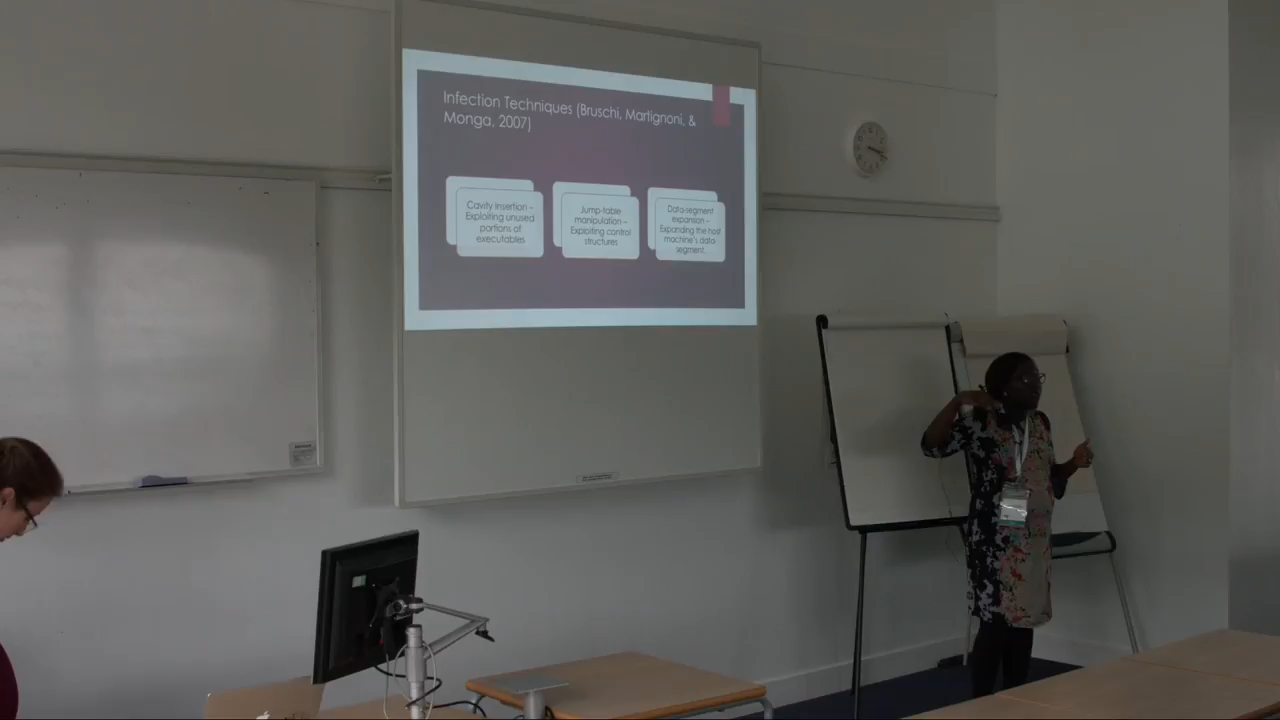 Infection Techniques (Bruschi, Martignoni, &
Monga, 2007)
Cavity Insertion –
Exploiting unused
portions of
executables
Jump-table
manipulation –
Exploiting control
structures
Data-segment
expansion –
Expanding the host
machine's data-
segment.